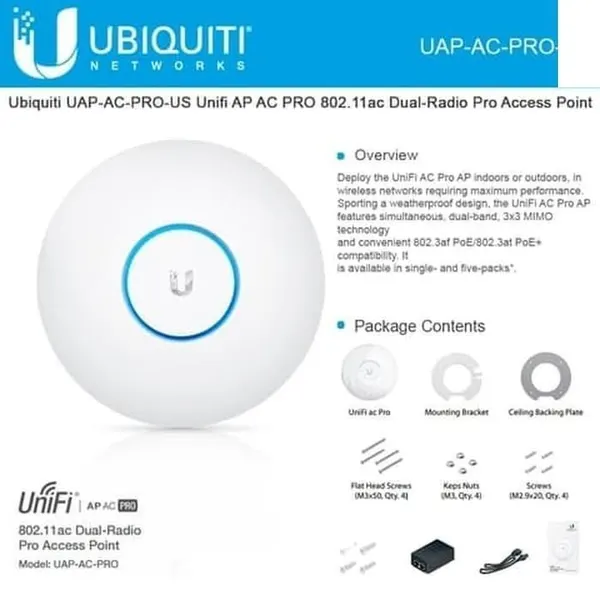 UBIQUITI
NETWORKS
UAP-AC-PRO-
Ubiquiti UAP-AC-PRO-US Unifi AP AC PRO 802.11ac Dual-Radio Pro Access Point
Overview
Deploy the UniFi AC Pro AP indoors or outdoors, in
wireless networks requiring maximum performance.
Sporting a weatherproof design, the UniFi AC Pro AP
features simultaneous, dual-band, 3x3 MIMO
technology
and convenient 802.3af PoE/802.3at PoE+
compatibility. It
is available in single- and five-packs*.
Package Contents
UniFi ac Pro
Mounting Bracket
Ceiling Backing Plate
Flat Head Screws
(M3x50, Qty. 4)
Keps Nuts
(M3, Qty. 4)
Screws
(M2.9x20, Qty. 4)
UniFi | AP AC PRO
802.11ac Dual-Radio
Pro Access Point
Model: UAP-AC-PRO